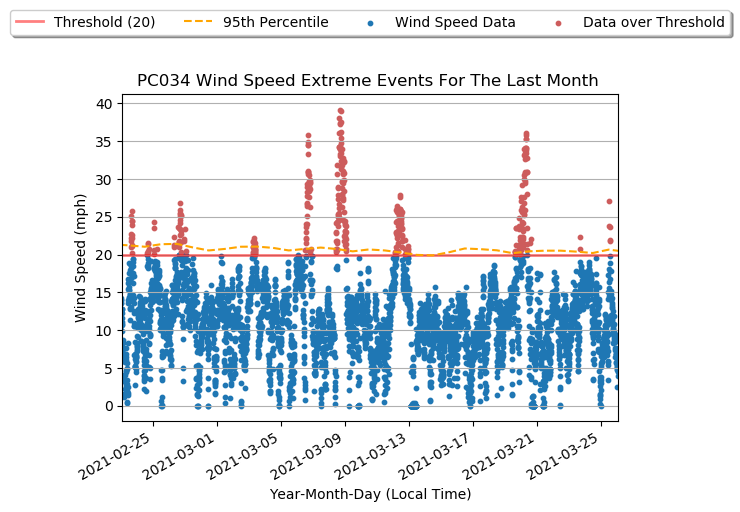 Threshold (20) 95th Percentile Wind Speed Data Data over Threshold
PC034 Wind Speed Extreme Events For The Last Month
40
35
30
25
20
15
10
5
0
Wind Speed (mph)
2021-02-25 2021-03-01 2021-03-05 2021-03-09 2021-03-13 2021-03-17 2021-03-21 2021-03-25
Year-Month-Day (Local Time)